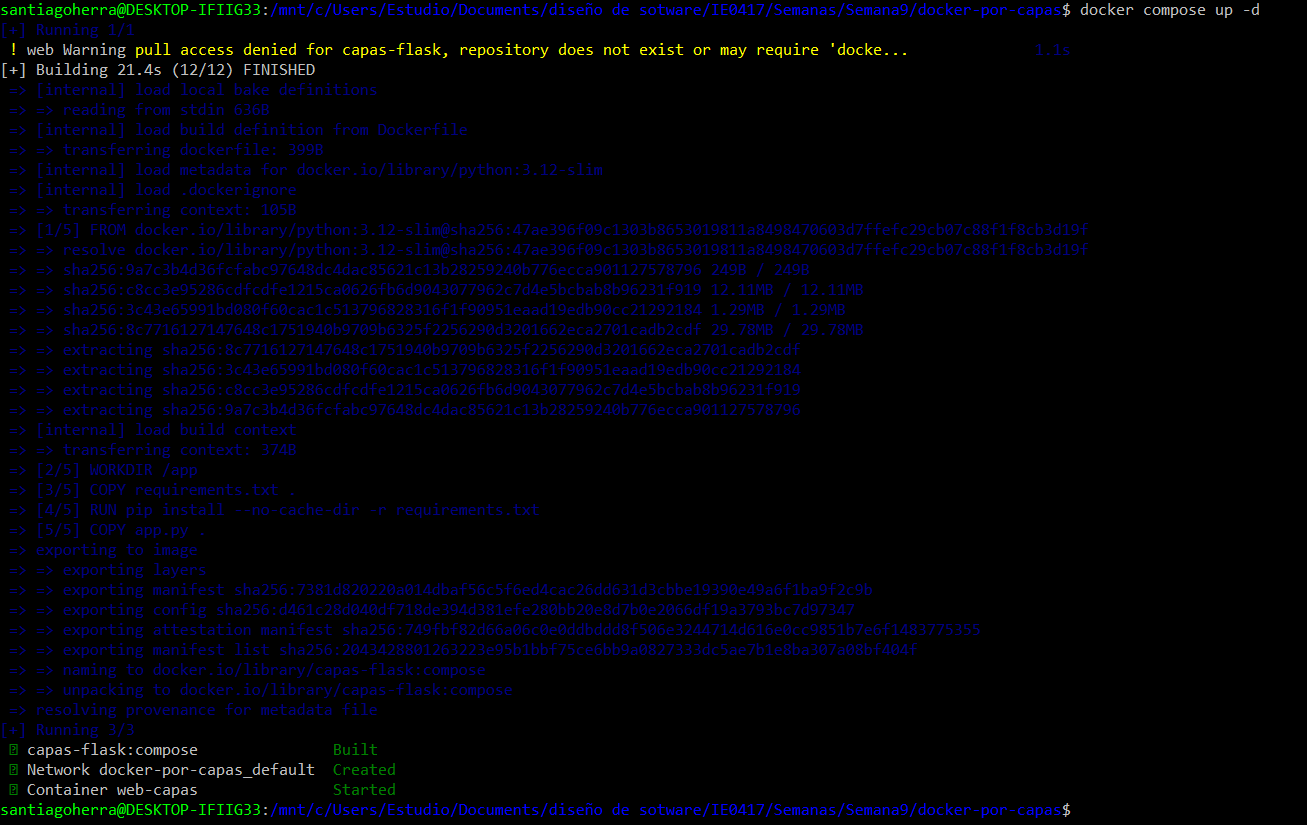 santiagoherra@DESKTOP-IFIIG33:/mnt/c/Users/Estudio/Documents/diseño de sotware/IE0417/Semanas/Semana9/docker-por-capas$ docker compose up -d
[+] Running 1/1
! web Warning pull access denied for capas-flask, repository does not exist or may require 'docke... 1.1s
[+] Building 21.4s (12/12) FINISHED
=> [internal] load local bake definitions
=> => reading from stdin 636B
=> [internal] load build definition from Dockerfile
=> => transferring dockerfile: 399B
=> [internal] load metadata for docker.io/library/python:3.12-slim
=> [internal] load .dockerignore
=> => transferring context: 105B
=> [1/5] FROM docker.io/library/python:3.12-slim@sha256:47ae396f09c1303b8653019811a8498470603d7ffefc29cb07c88f1f8cb3d19f
=> => resolve docker.io/library/python:3.12-slim@sha256:47ae396f09c1303b8653019811a8498470603d7ffefc29cb07c88f1f8cb3d19f
=> => sha256:9a7c3b4d36fcfabc97648dc4dac85621c13b28259240b776ecca901127578796 249B / 249B
=> => sha256:c8cc3e95286cdfcdfe1215ca0626fb6d9043077962c7d4e5bcbab8b96231f919 12.11MB / 12.11MB
=> => sha256:3c43e65991bd080f60cac1c513796828316f1f90951eaad19edb90cc21292184 1.29MB / 1.29MB
=> => sha256:8c7716127147648c1751940b9709b6325f2256290d3201662eca2701cadb2cdf 29.78MB / 29.78MB
=> => extracting sha256:8c7716127147648c1751940b9709b6325f2256290d3201662eca2701cadb2cdf
=> => extracting sha256:3c43e65991bd080f60cac1c513796828316f1f90951eaad19edb90cc21292184
=> => extracting sha256:c8cc3e95286cdfcdfe1215ca0626fb6d9043077962c7d4e5bcbab8b96231f919
=> => extracting sha256:9a7c3b4d36fcfabc97648dc4dac85621c13b28259240b776ecca901127578796
=> [internal] load build context
=> => transferring context: 374B
=> [2/5] WORKDIR /app
=> [3/5] COPY requirements.txt .
=> [4/5] RUN pip install --no-cache-dir -r requirements.txt
=> [5/5] COPY app.py .
=> exporting to image
=> => exporting layers
=> => exporting manifest sha256:7381d820220a014dbaf56c5f6ed4cac26dd631d3cbbe19390e49a6f1ba9f2c9b
=> => exporting config sha256:d461c28d040df718de394d381efe280bb20e8d7b0e2066df19a3793bc7d97347
=> => exporting attestation manifest sha256:749fbf82d66a06c0e0ddbddd8f506e3244714d616e0cc9851b7e6f1483775355
=> => exporting manifest list sha256:2043428801263223e95b1bbf75ce6bb9a0827333dc5ae7b1e8ba307a08bf404f
=> => naming to docker.io/library/capas-flask:compose
=> => unpacking to docker.io/library/capas-flask:compose
=> resolving provenance for metadata file
[+] Running 3/3
capas-flask:compose Built
Network docker-por-capas_default Created
Container web-capas Started
santiagoherra@DESKTOP-IFIIG33:/mnt/c/Users/Estudio/Documents/diseño de sotware/IE0417/Semanas/Semana9/docker-por-capas$